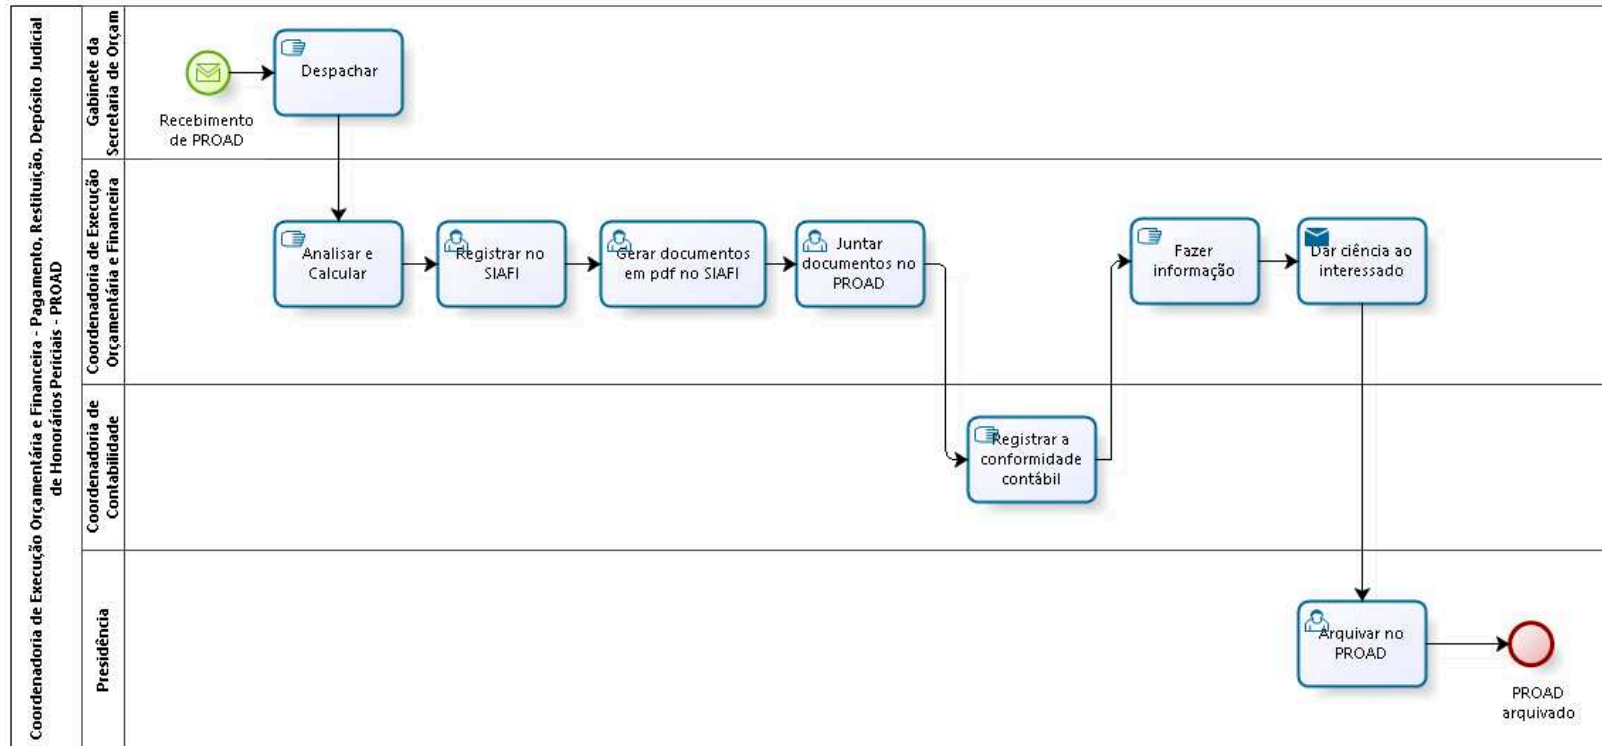 Coordenadoria de Execução Orçamentária e Financeira - Pagamento, Restituição, Depósito Judicial
de Honorários Periciais - PROAD
Gabinete da
Secretaria de Orçam
Recebimento
de PROAD
Despachar
Coordenadoria de Execução
Orçamentária e Financeira
Analisar e
Calcular
Registrar no
SIAFI
Gerar documentos
em pdf no SIAFI
Juntar
documentos no
PROAD
Fazer
informação
Dar ciência ao
interessado
Coordenadoria de
Contabilidade
Registrar a
conformidade
contábil
Presidência
Arquivar no
PROAD
PROAD
arquivado